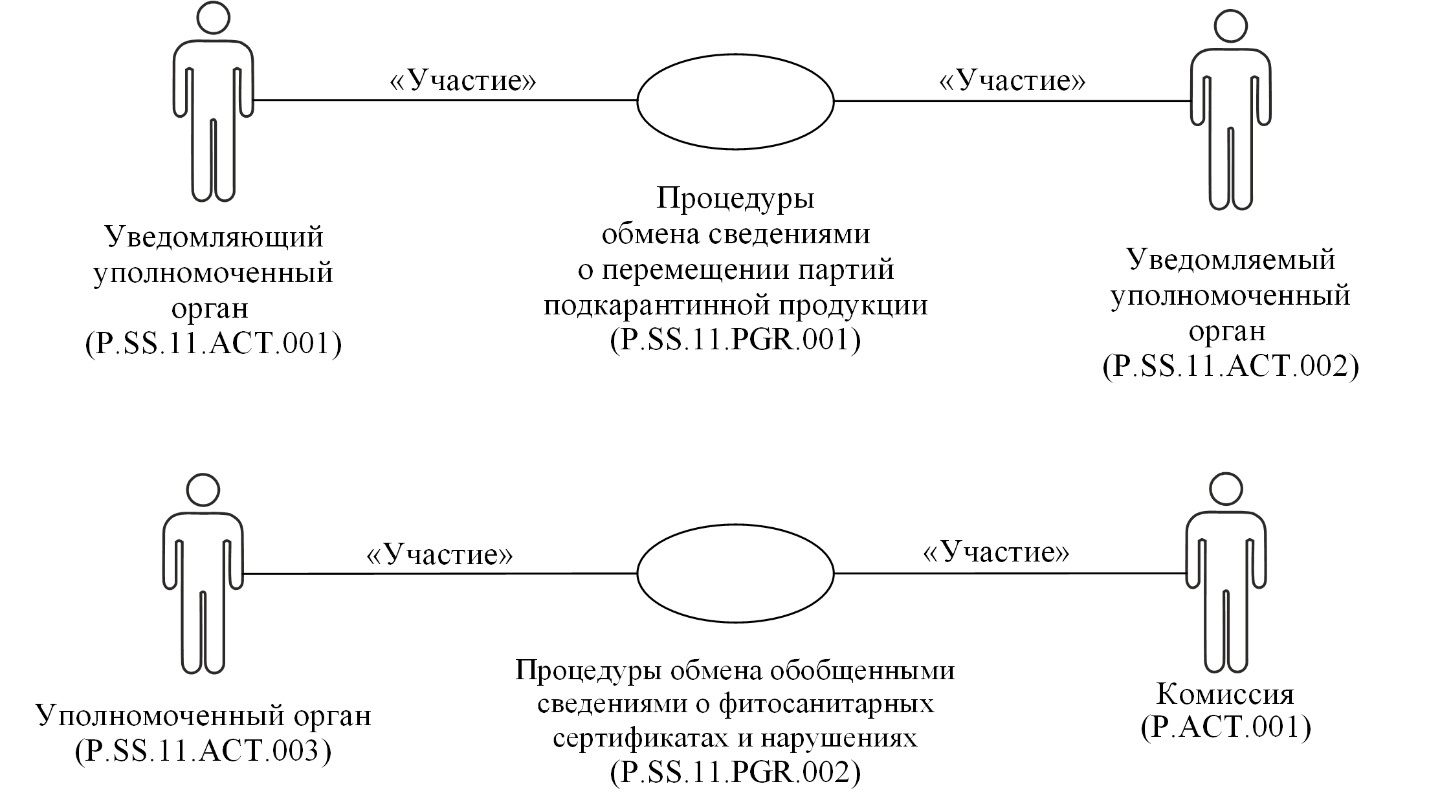 «Участие»
«Участие»
Уведомляющий
уполномоченный
орган
(P.SS.11.ACT.001)
Процедуры
обмена сведениями
о перемещении партий
подкарантинной продукции
(P.SS.11.PGR.001)
Уведомляемый
уполномоченный
орган
(P.SS.11.ACT.002)
«Участие»
«Участие»
Уполномоченный орган
(P.SS.11.ACT.003)
Процедуры обмена обобщенными
сведениями о фитосанитарных
сертификатах и нарушениях
(P.SS.11.PGR.002)
Комиссия
(P.ACT.001)